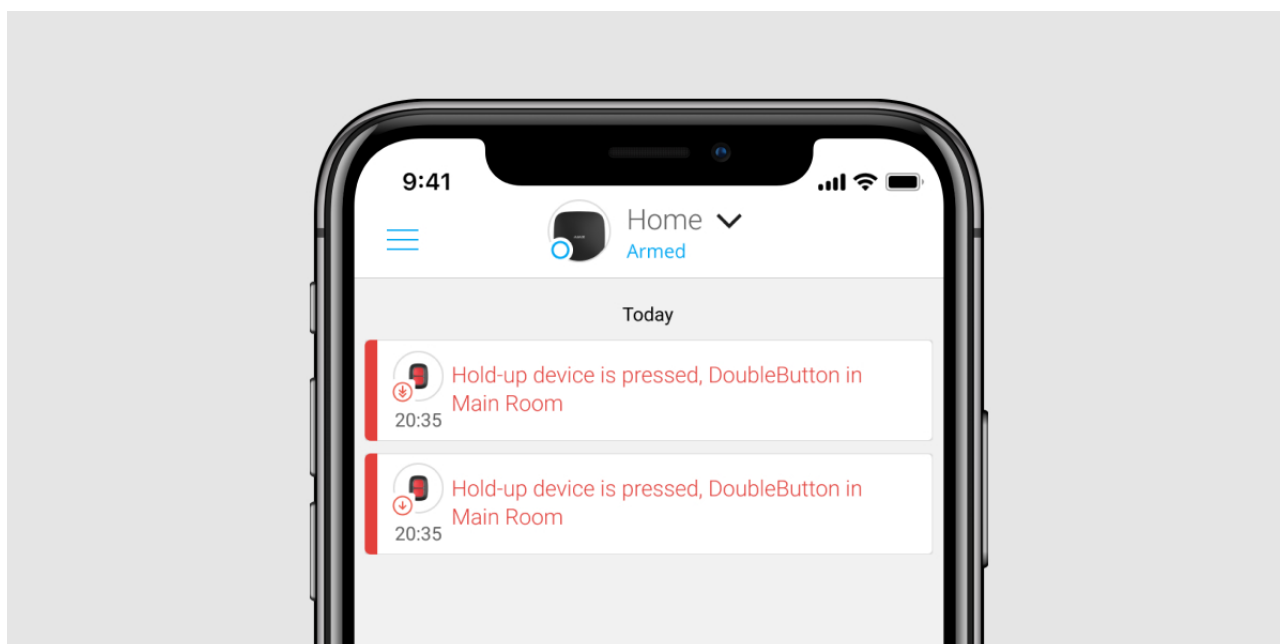 9:41
Home
Armed
Today
Hold-up device is pressed, DoubleButton in
Main Room
20:35
Hold-up device is pressed, DoubleButton in
Main Room
20:35